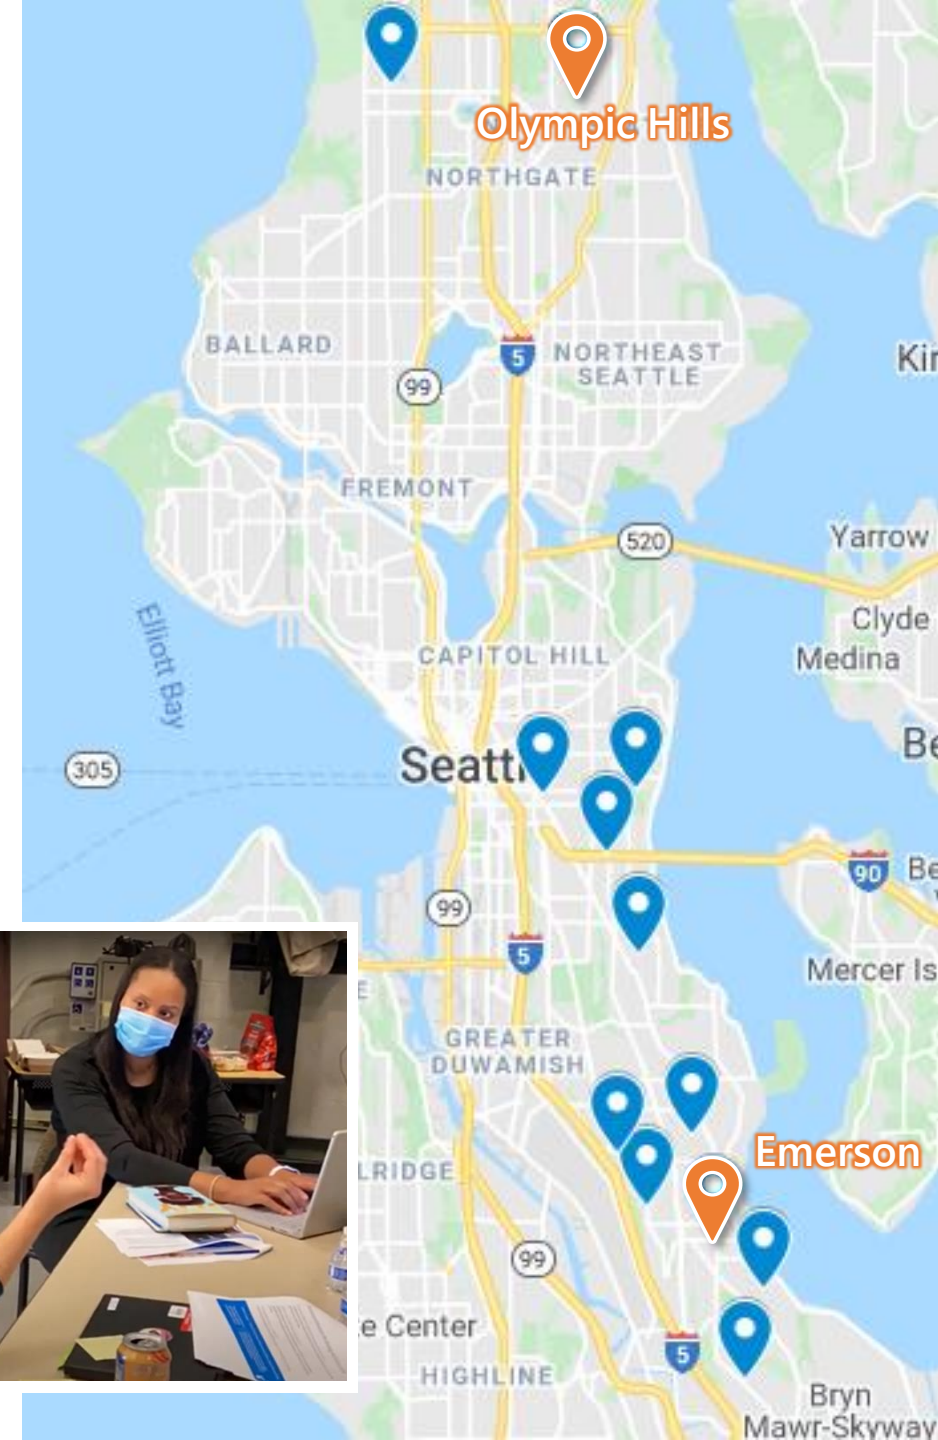 Olympic Hills
NORTHGATE
BALLARD
5
NORTHEAST
SEATTLE
99
Kir
FREMONT
520
Yarrow
Clyde
Medina
Elliott Bay
CAPITOL HILL
Be
Seattl
305
90
Be
99
5
Mercer Is
E
GREATER
DUWAMISH
Emerson
LRIDGE
99
e Center
5
HIGHLINE
Bryn
Mawr-Skyway